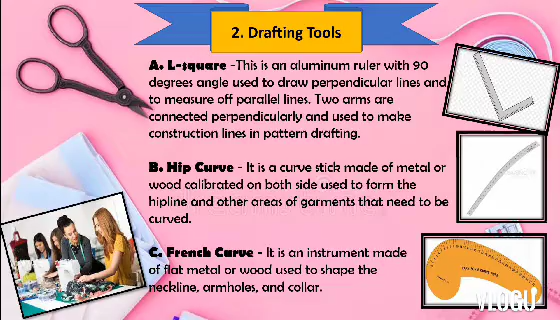 2. Drafting Tools
A. L-square -This is an aluminum ruler with 90
degrees angle used to draw perpendicular lines and
to measure off parallel lines. Two arms are
connected perpendicularly and used to make
construction lines in pattern drafting.
B. Hip Curve - It is a curve stick made of metal or
wood calibrated on both side used to form the
hipline and other areas of garments that need to be
curved.
C. French Curve - It is an instrument made
of flat metal or wood used to shape the
neckline, armholes, and collar.
VLOGU